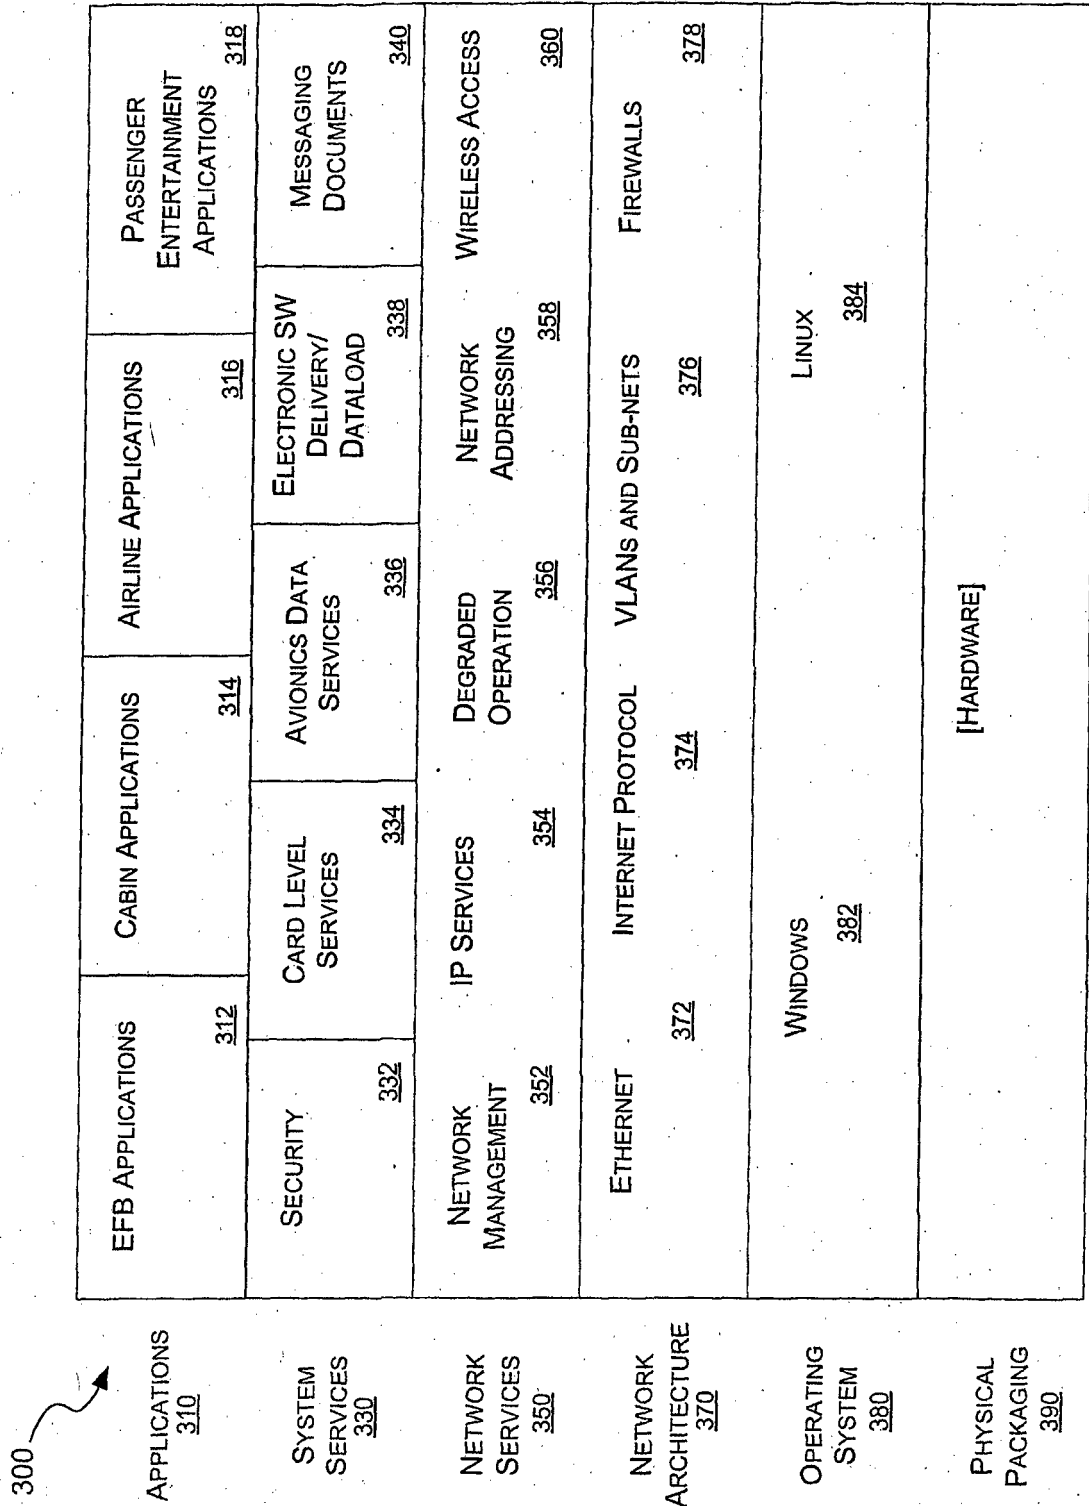 300
APPLICATIONS
310
EFB APPLICATIONS
312
CABIN APPLICATIONS
314
AIRLINE APPLICATIONS
316
PASSENGER
ENTERTAINMENT
APPLICATIONS
318
SYSTEM
SERVICES
330
SECURITY
332
CARD LEVEL
SERVICES
334
AVIONICS DATA
SERVICES
336
ELECTRONIC SW
DELIVERY/
DATALOAD
338
MESSAGING
DOCUMENTS
340
NETWORK
SERVICES
350
NETWORK
MANAGEMENT
352
IP SERVICES
354
DEGRADED
OPERATION
356
NETWORK
ADDRESSING
358
WIRELESS ACCESS
360
NETWORK
ARCHITECTURE
370
ETHERNET
372
INTERNET PROTOCOL
374
VLANS AND SUB-NETS
376
FIREWALLS
378
OPERATING
SYSTEM
380
WINDOWS
382
LINUX
384
PHYSICAL
PACKAGING
390
[HARDWARE]